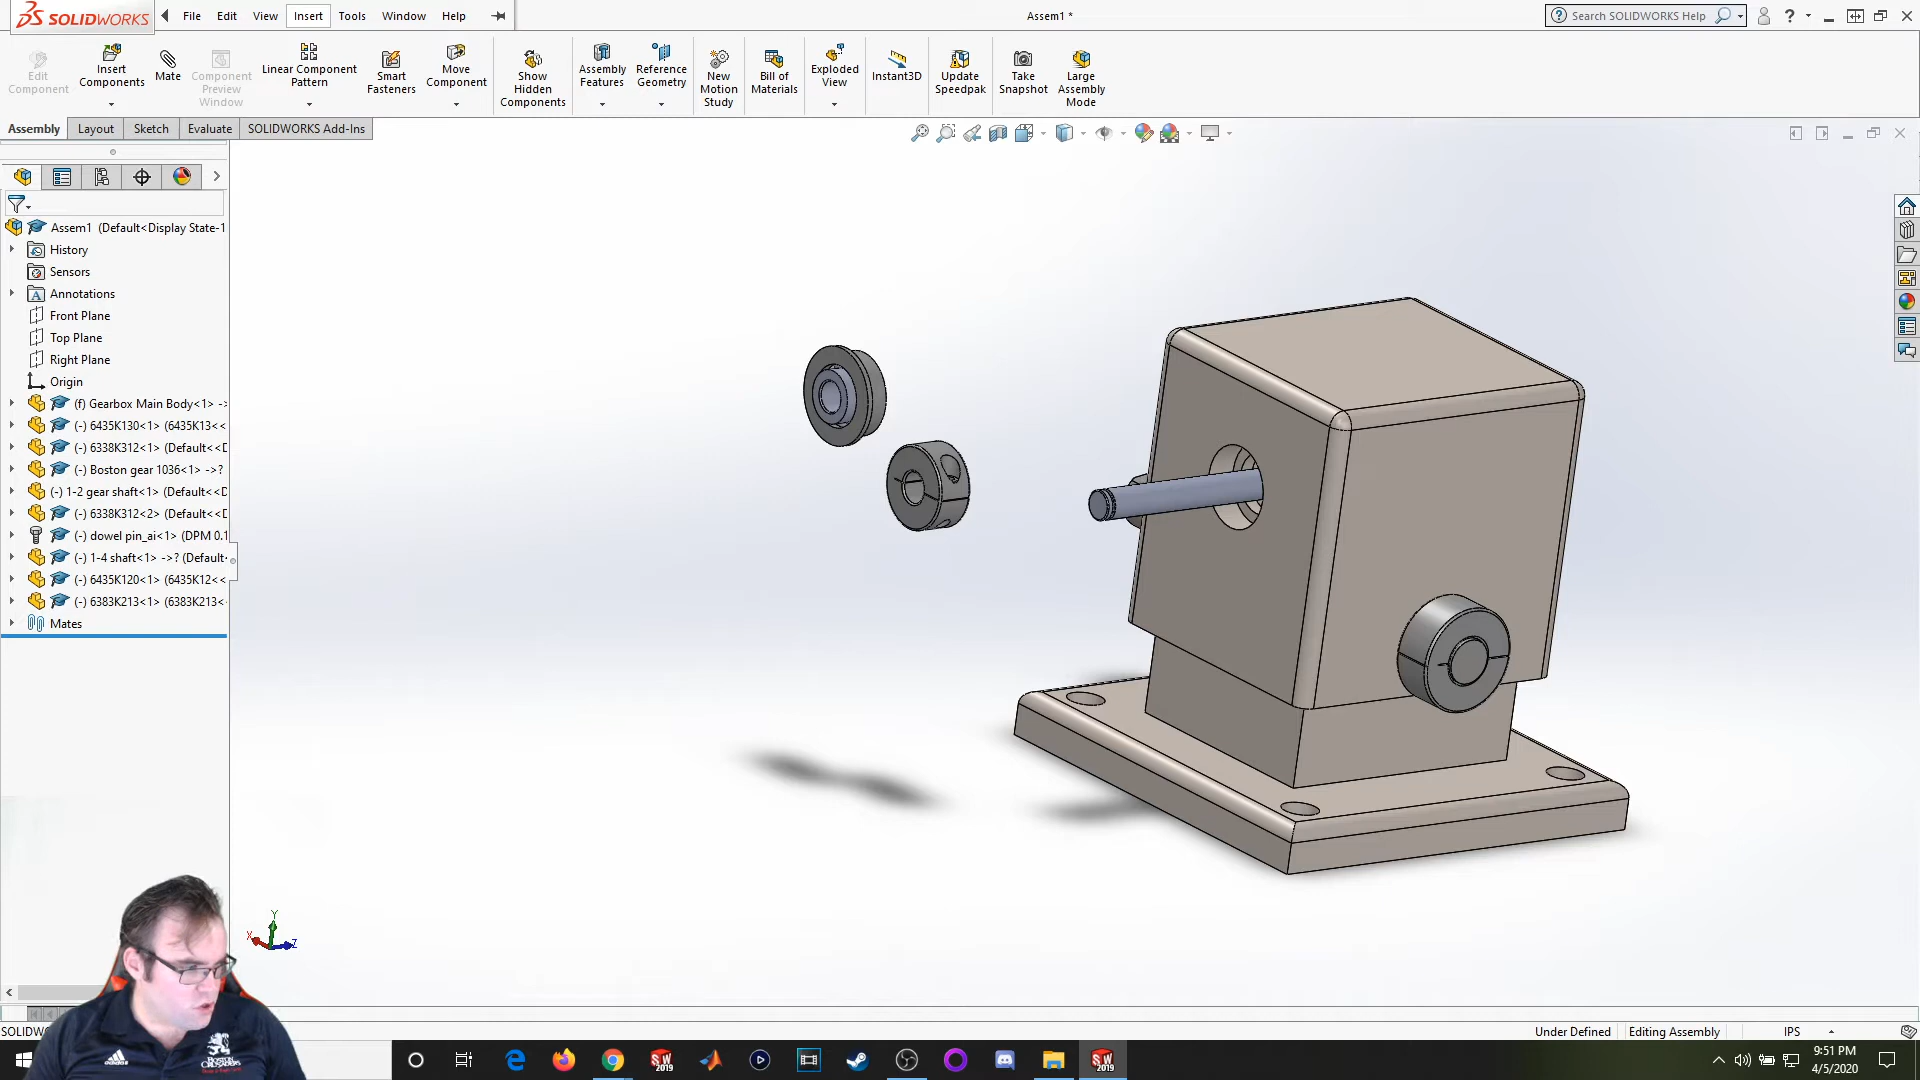 SOLIDWORKS
File Edit View Insert Tools Window Help
Assem1 *
Search SOLIDWORKS Help
?
Edit Component
Insert Components
Mate
Component Preview Window
Linear Component Pattern
Smart Fasteners
Move Component
Show Hidden Components
Assembly Features
Reference Geometry
New Motion Study
Bill of Materials
Exploded View
Instant3D
Update Speedpak
Take Snapshot
Large Assembly Mode
Assembly Layout Sketch Evaluate SOLIDWORKS Add-Ins
Assem1 (Default<Display State-1
History
Sensors
Annotations
Front Plane
Top Plane
Right Plane
Origin
(f) Gearbox Main Body<1> ->
(-) 6435K130<1> (6435K13<<
(-) 6338K312<1> (Default<<D
(-) Boston gear 1036<1> ->?
(-) 1-2 gear shaft<1> (Default<<D
(-) 6338K312<2> (Default<<D
(-) dowel pin_ai<1> (DPM 0.1
(-) 1-4 shaft<1> ->? (Default<
(-) 6435K120<1> (6435K12<<
(-) 6383K213<1> (6383K213<
Mates
Y
X
Z
SOLIDW
Under Defined Editing Assembly IPS
adidas
SW 2019
SW 2019
9:51 PM
4/5/2020